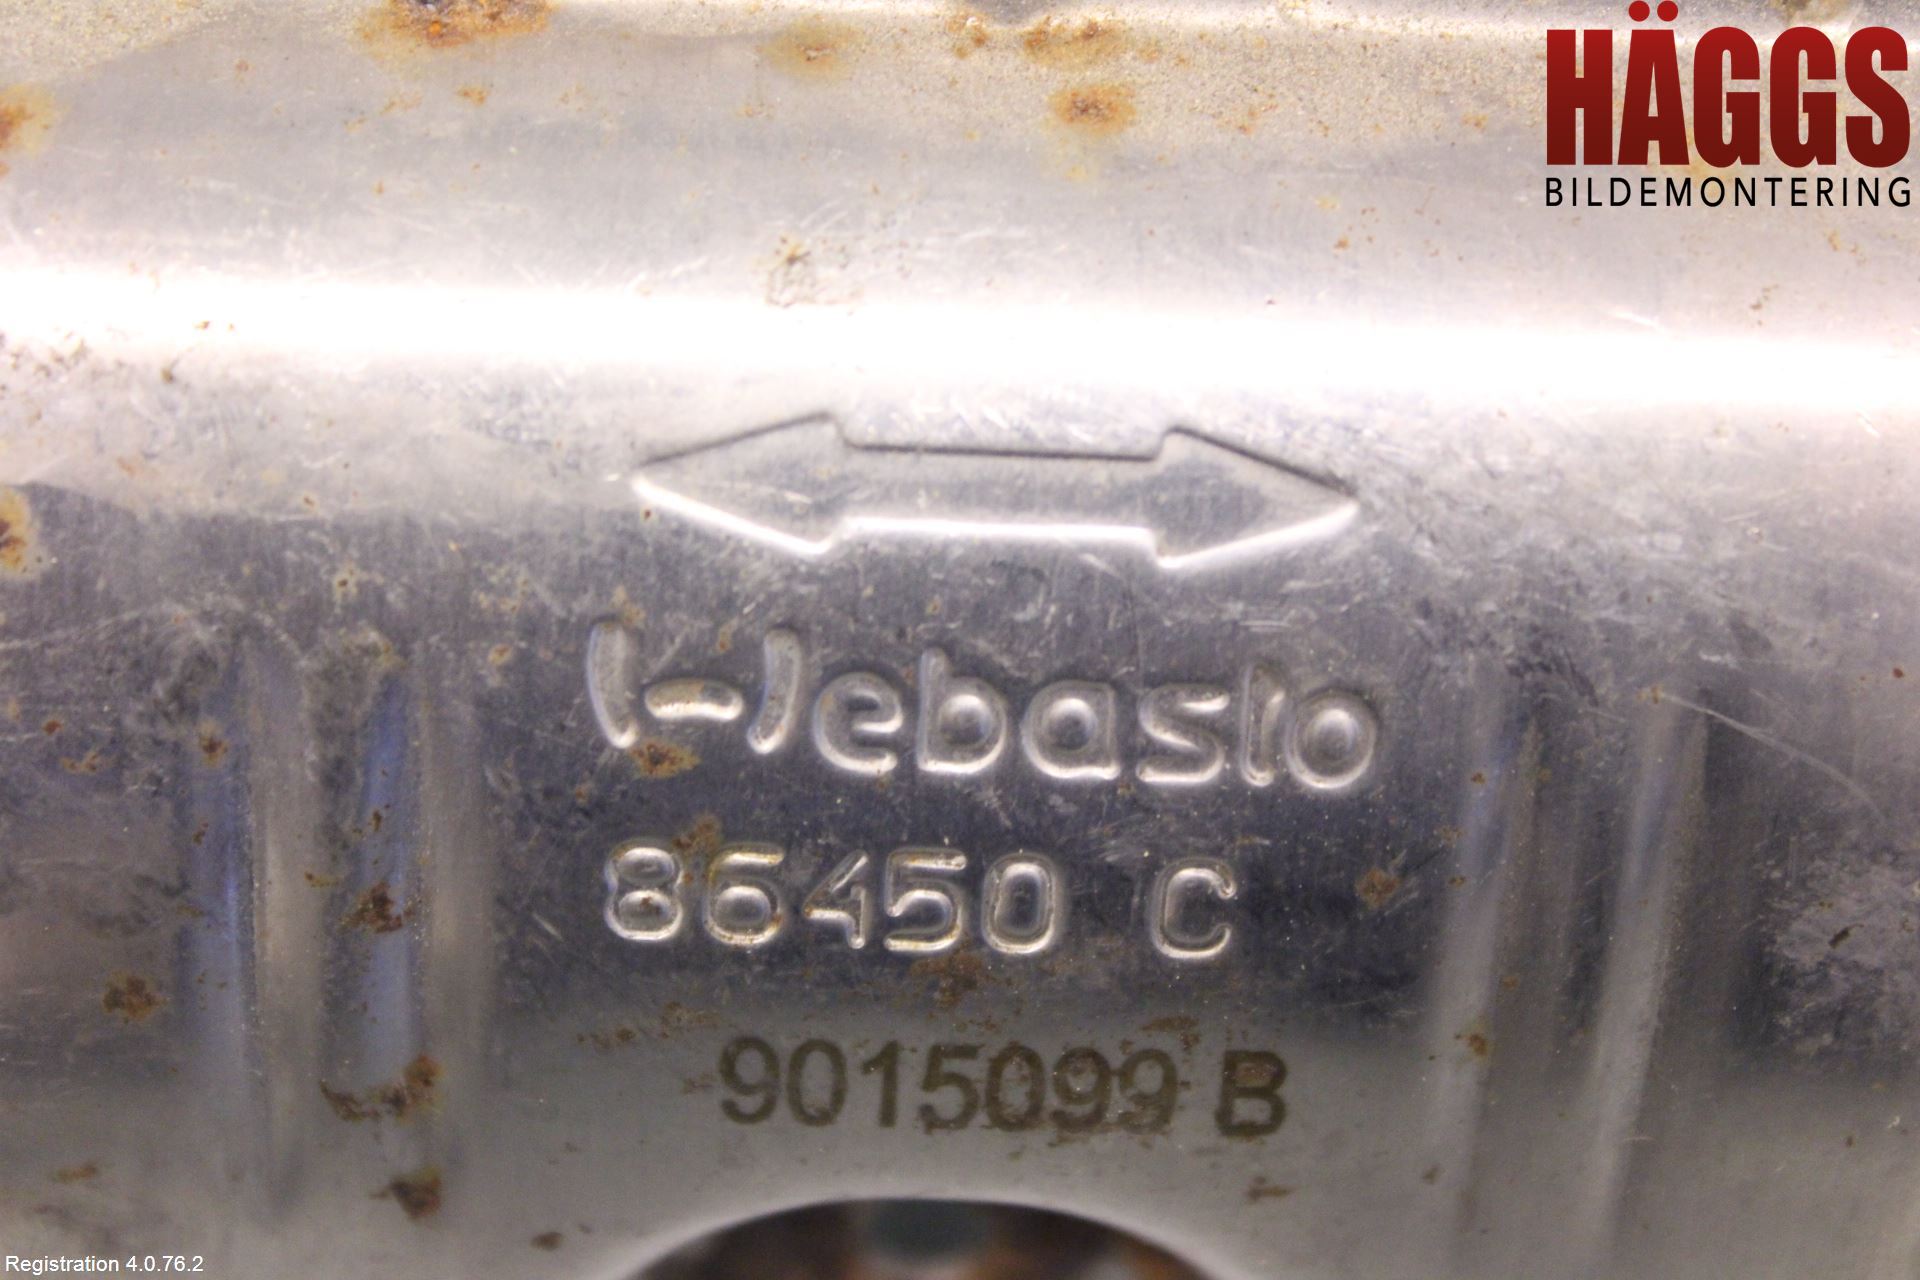 HÄGGS
BILDEMONTERING
Webasto
86450 C
9015099 B
Registration 4.0.76.2